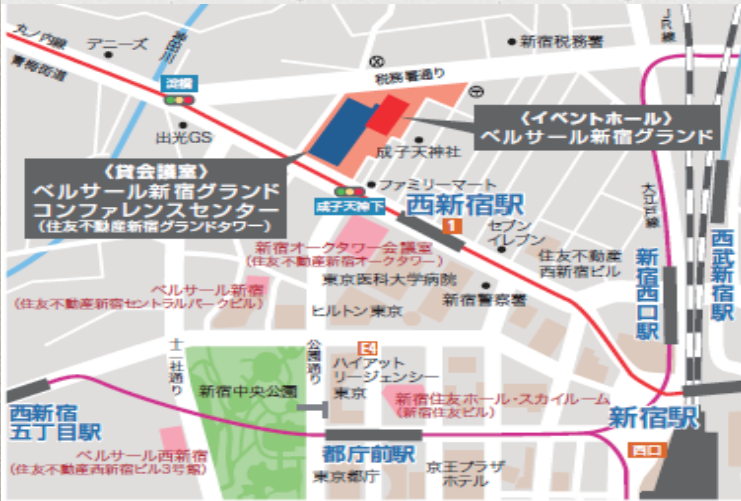 丸ノ内線
デニーズ
神田川
青梅街道
淀橋
出光GS
税務署通り
新宿税務署
JR線
〈イベントホール〉
ベルサール新宿グランド
成子天神社
〈貸会議室〉
ベルサール新宿グランド
コンファレンスセンター
(住友不動産新宿グランドタワー)
成子天神下
ファミリーマート
西新宿駅
1
セブン
イレブン
大江戸線
新宿オークタワー会議室
(住友不動産新宿オークタワー)
住友不動産
西新宿ビル
新宿西口駅
西武新宿駅
東京医科大学病院
新宿警察署
ベルサール新宿
(住友不動産新宿セントラルパークビル)
ヒルトン東京
十二社通り
公園通り
E4
ハイアット
リージェンシー
東京
新宿中央公園
新宿住友ホール・スカイルーム
(新宿住友ビル)
新宿駅
西口
西新宿
五丁目駅
ベルサール西新宿
(住友不動産西新宿ビル3号館)
都庁前駅
東京都庁
京王プラザ
ホテル